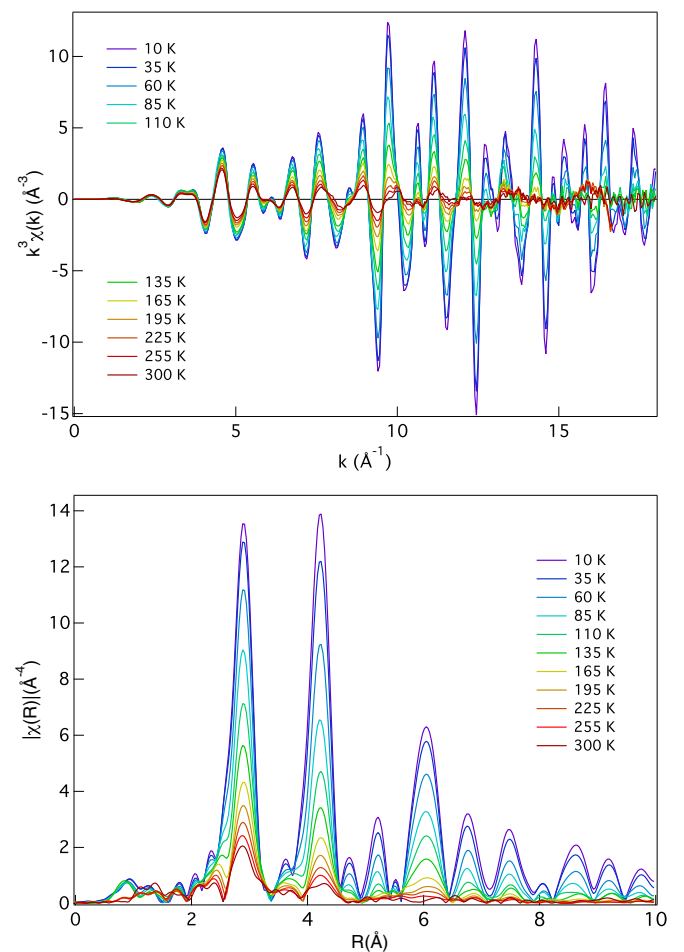 10
5
0
-5
-10
-15
k³χ(k) (Å⁻³)
10 K
35 K
60 K
85 K
110 K
135 K
165 K
195 K
225 K
255 K
300 K
0 5 10 15
k (Å⁻¹)
14
12
10
8
6
4
2
0
|χ(R)|(Å⁻⁴)
10 K
35 K
60 K
85 K
110 K
135 K
165 K
195 K
225 K
255 K
300 K
0 2 4 6 8 10
R(Å)